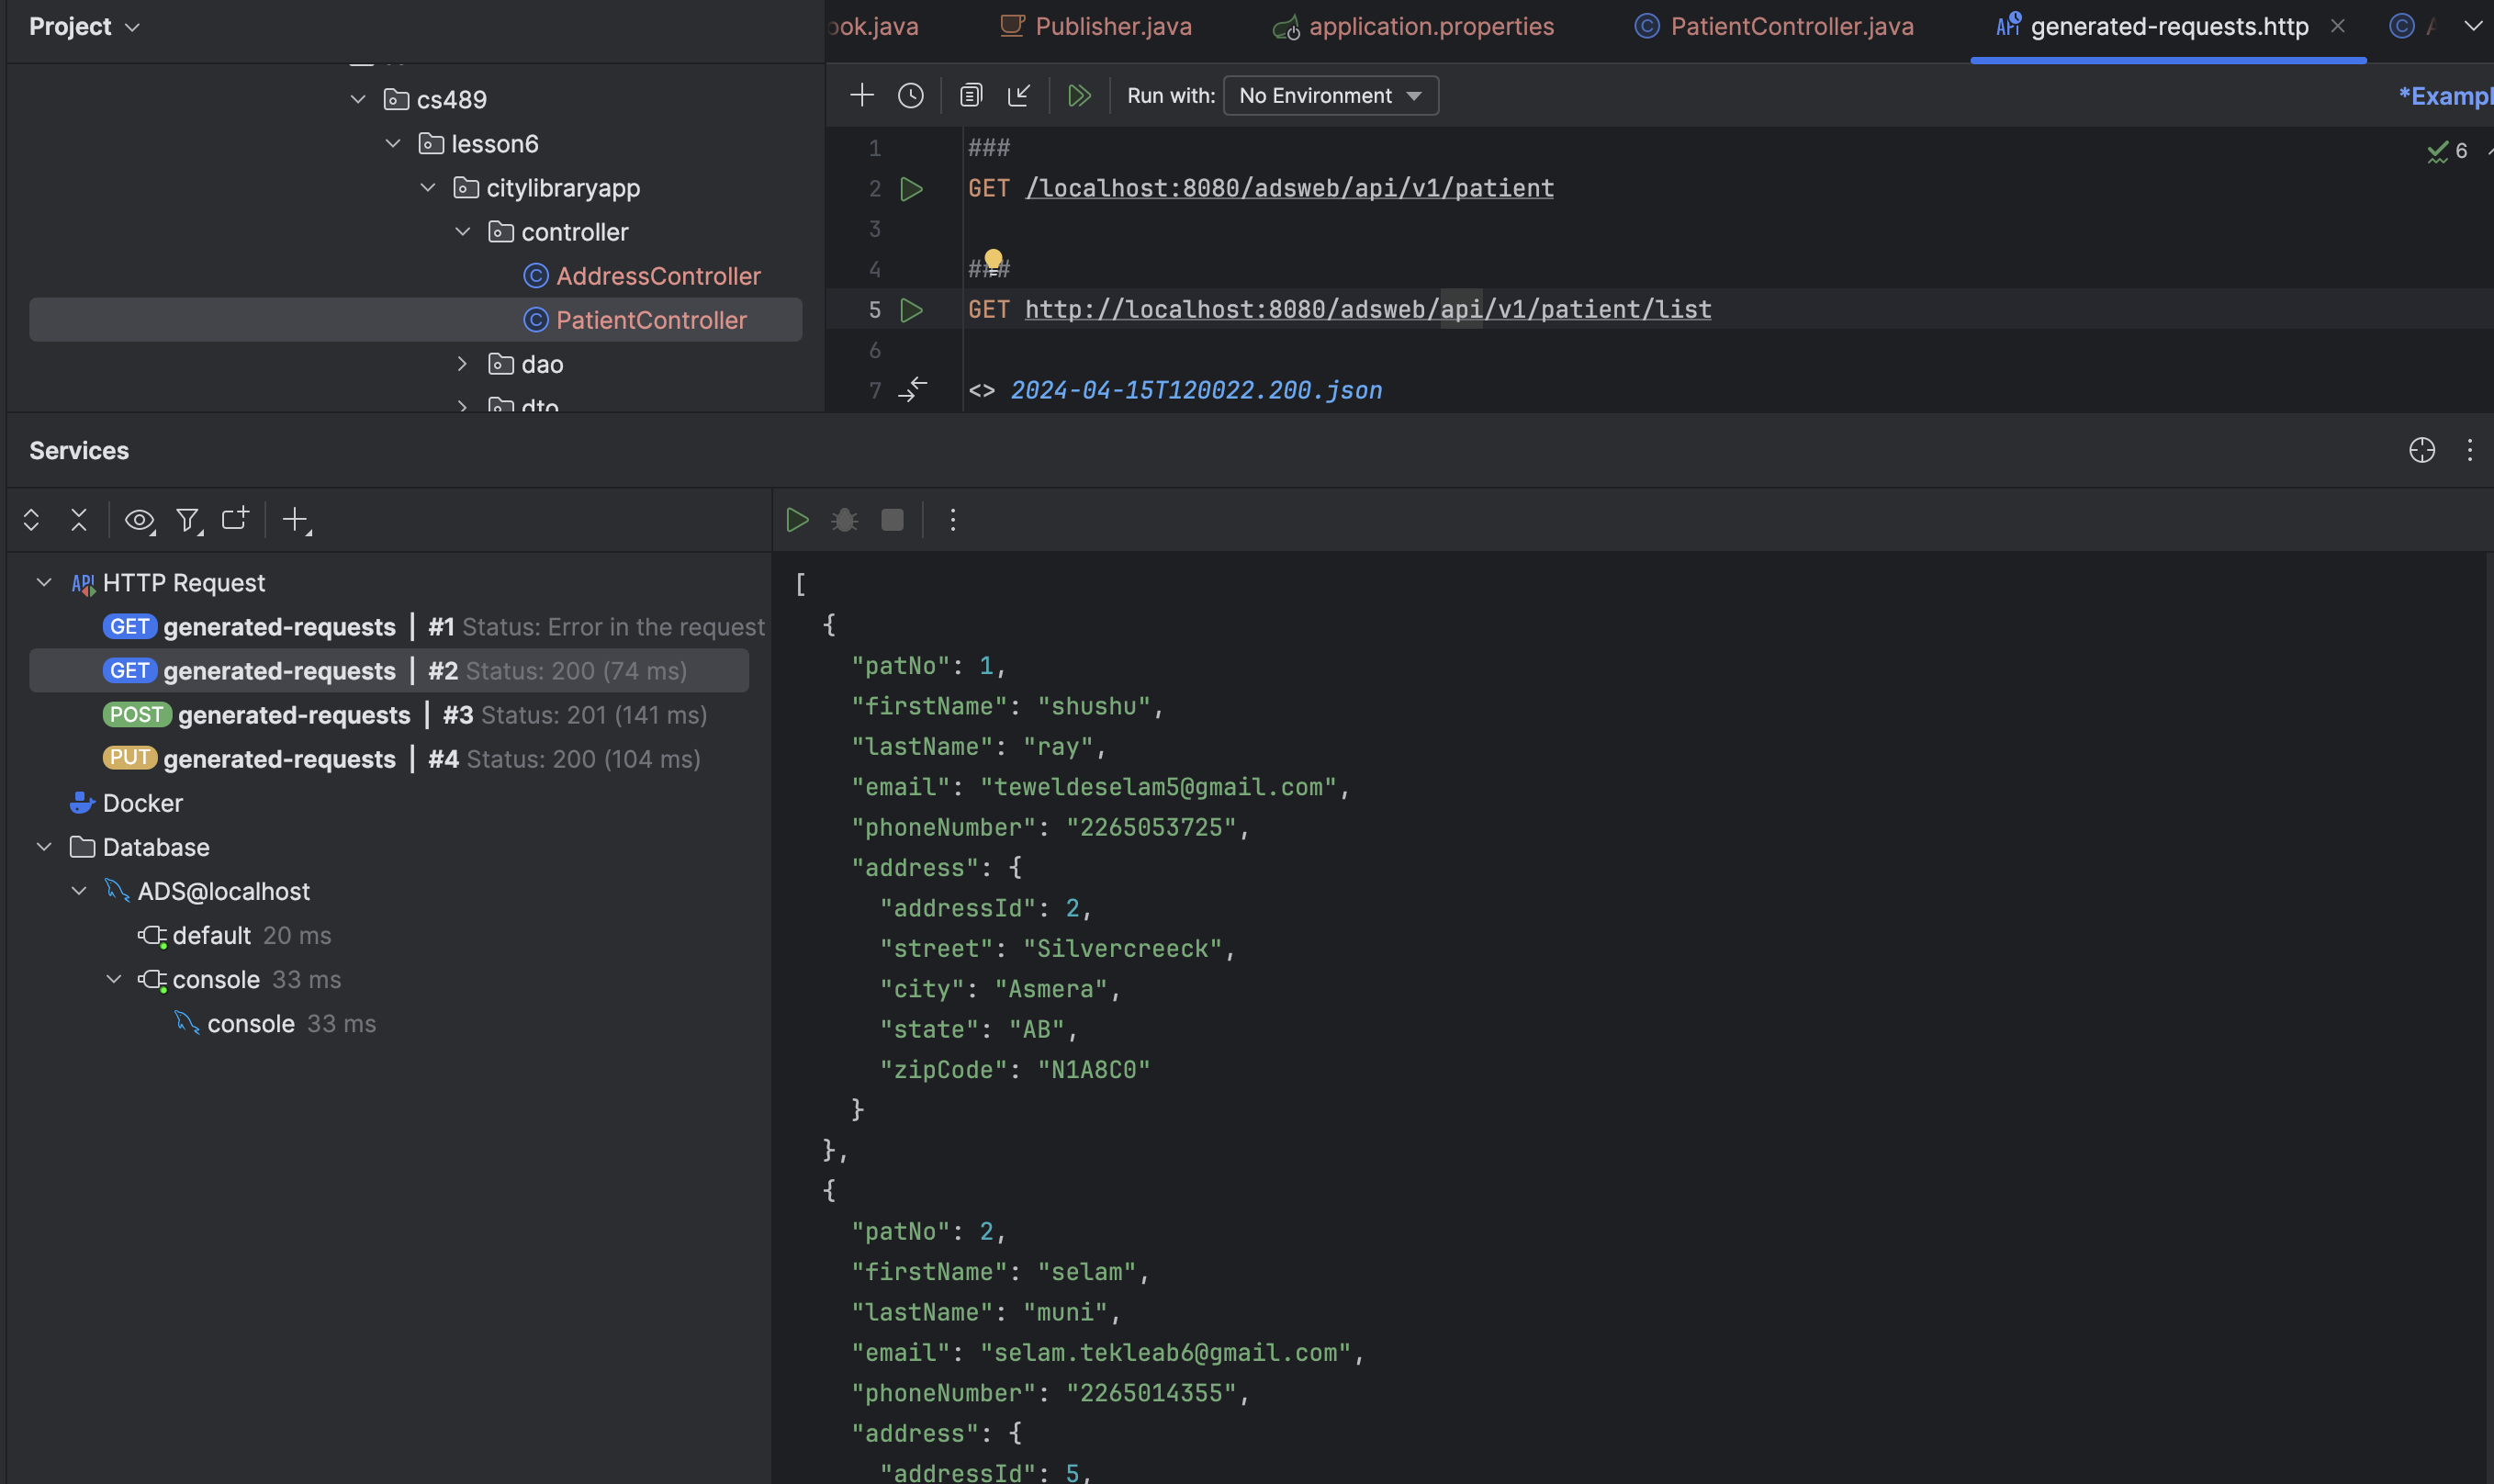 Project
ook.java
Publisher.java
application.properties
PatientController.java
generated-requests.http
cs489
lesson6
citylibraryapp
controller
AddressController
PatientController
dao
dto
Run with: No Environment
*Exampl
6
1 ###
2 GET /localhost:8080/adsweb/api/v1/patient
3
4 ###
5 GET http://localhost:8080/adsweb/api/v1/patient/list
6
7 <> 2024-04-15T120022.200.json
Services
HTTP Request
GET generated-requests | #1 Status: Error in the request
GET generated-requests | #2 Status: 200 (74 ms)
POST generated-requests | #3 Status: 201 (141 ms)
PUT generated-requests | #4 Status: 200 (104 ms)
Docker
Database
ADS@localhost
default 20 ms
console 33 ms
console 33 ms
[
{
"patNo": 1,
"firstName": "shushu",
"lastName": "ray",
"email": "teweldeselam5@gmail.com",
"phoneNumber": "2265053725",
"address": {
"addressId": 2,
"street": "Silvercreeck",
"city": "Asmera",
"state": "AB",
"zipCode": "N1A8C0"
}
},
{
"patNo": 2,
"firstName": "selam",
"lastName": "muni",
"email": "selam.tekleab6@gmail.com",
"phoneNumber": "2265014355",
"address": {
"addressId": 5,